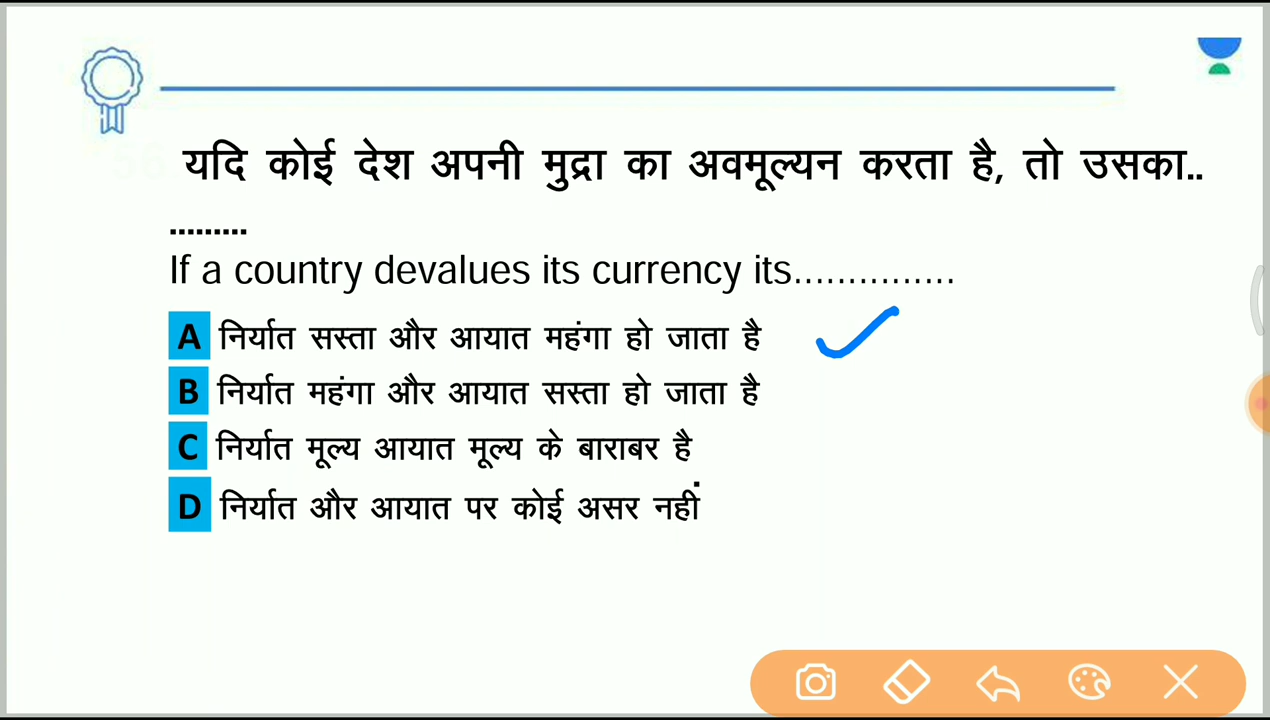 यदि कोई देश अपनी मुद्रा का अवमूल्यन करता है, तो उसका..
.........
If a country devalues its currency its...............
A निर्यात सस्ता और आयात महंगा हो जाता है
B निर्यात महंगा और आयात सस्ता हो जाता है
C निर्यात मूल्य आयात मूल्य के बाराबर है
D निर्यात और आयात पर कोई असर नहीं